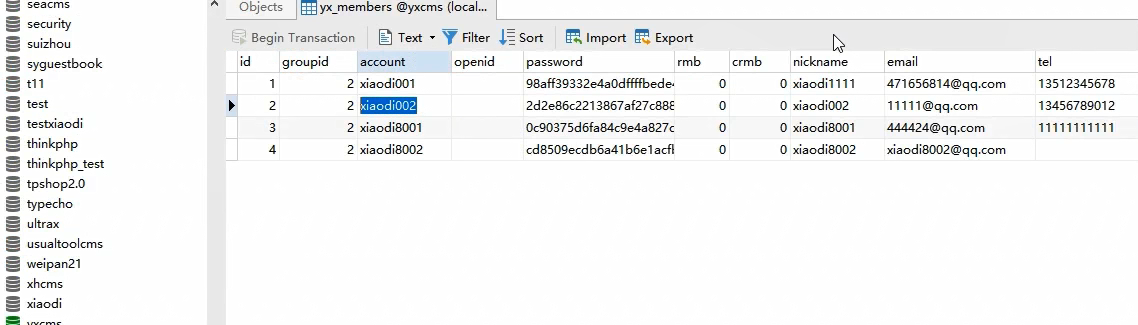 seacms
security
suizhou
syguestbook
t11
test
testxiaodi
thinkphp
thinkphp_test
tpshop2.0
typecho
ultrax
usualtoolcms
weipan21
xhcms
xiaodi
yxcms
Objects yx_members @yxcms (local...
Begin Transaction Text Filter Sort Import Export
id groupid account openid password rmb crmb nickname email tel
1 2 xiaodi001 98aff39332e4a0dffffbede 0 0 xiaodi1111 471656814@qq.com 13512345678
2 2 xiaodi002 2d2e86c2213867af27c888 0 0 xiaodi002 11111@qq.com 13456789012
3 2 xiaodi8001 0c90375d6fa84c9e4a827c 0 0 xiaodi8001 444424@qq.com 11111111111
4 2 xiaodi8002 cd8509ecdb6a41b6e1acf 0 0 xiaodi8002 xiaodi8002@qq.com